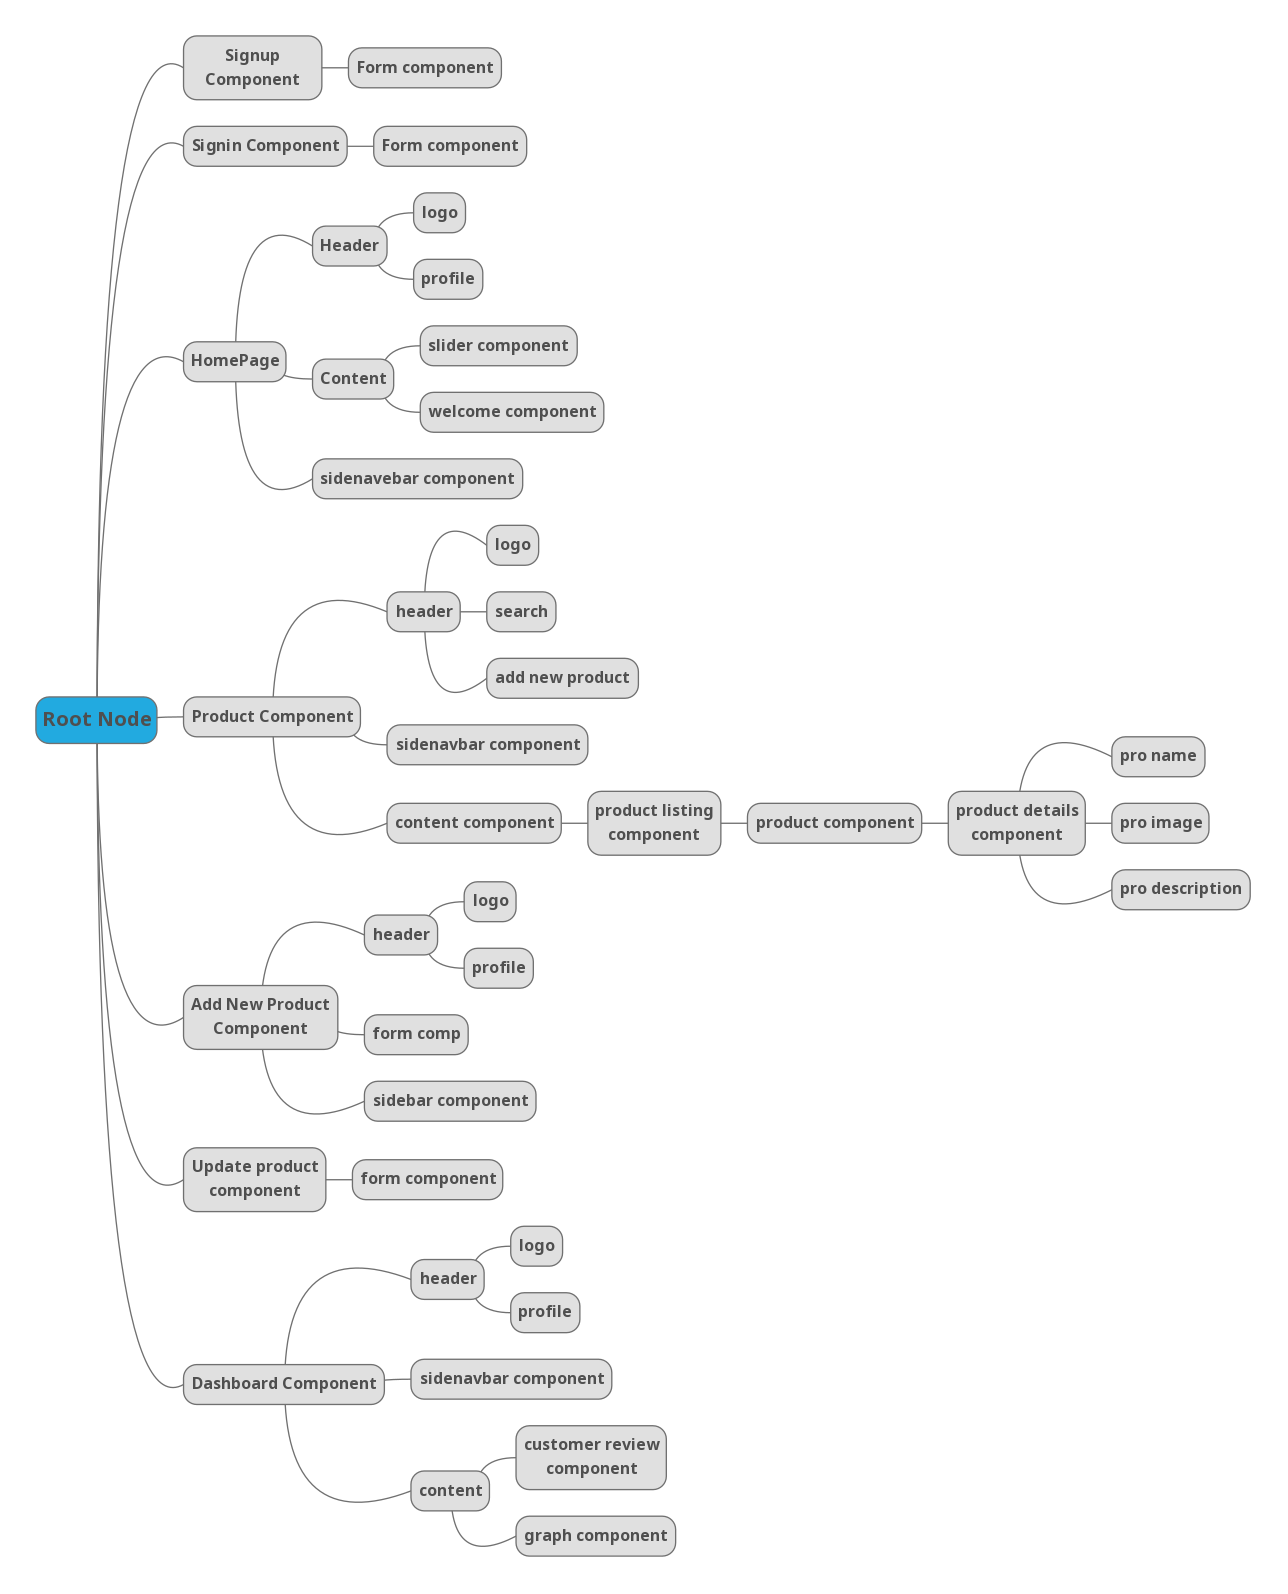 Signup
Component
Form component
Signin Component
Form component
HomePage
Header
logo
profile
Content
slider component
welcome component
sidenavebar component
Root Node
Product Component
header
logo
search
add new product
sidenavbar component
content component
product listing
component
product component
product details
component
pro name
pro image
pro description
Add New Product
Component
header
logo
profile
form comp
sidebar component
Update product
component
form component
Dashboard Component
header
logo
profile
sidenavbar component
content
customer review
component
graph component